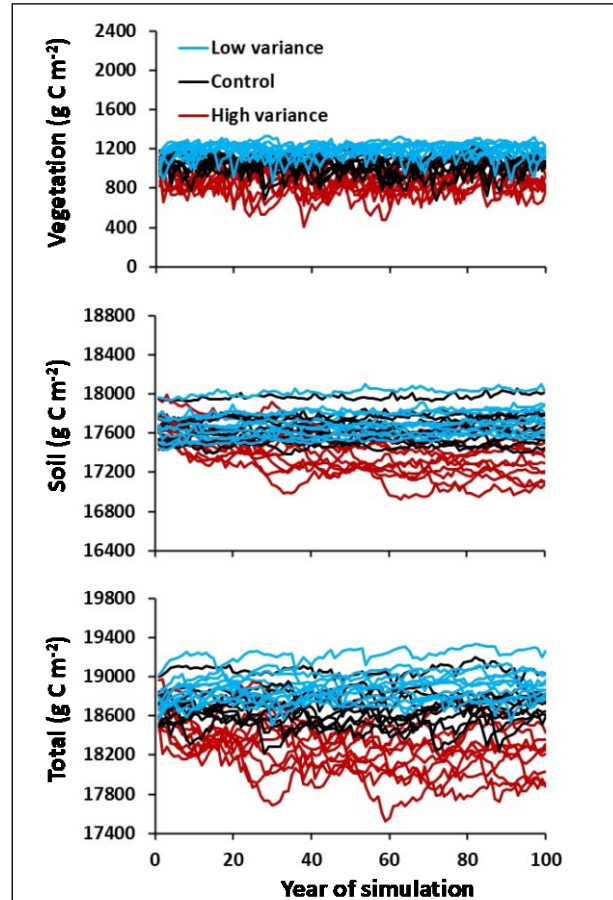 2400
2000
1600
1200
800
400
0
Vegetation (g C m-2)
Low variance
Control
High variance
18800
18400
18000
17600
17200
16800
16400
Soil (g C m-2)
19800
19400
19000
18600
18200
17800
17400
Total (g C m-2)
0 20 40 60 80 100
Year of simulation